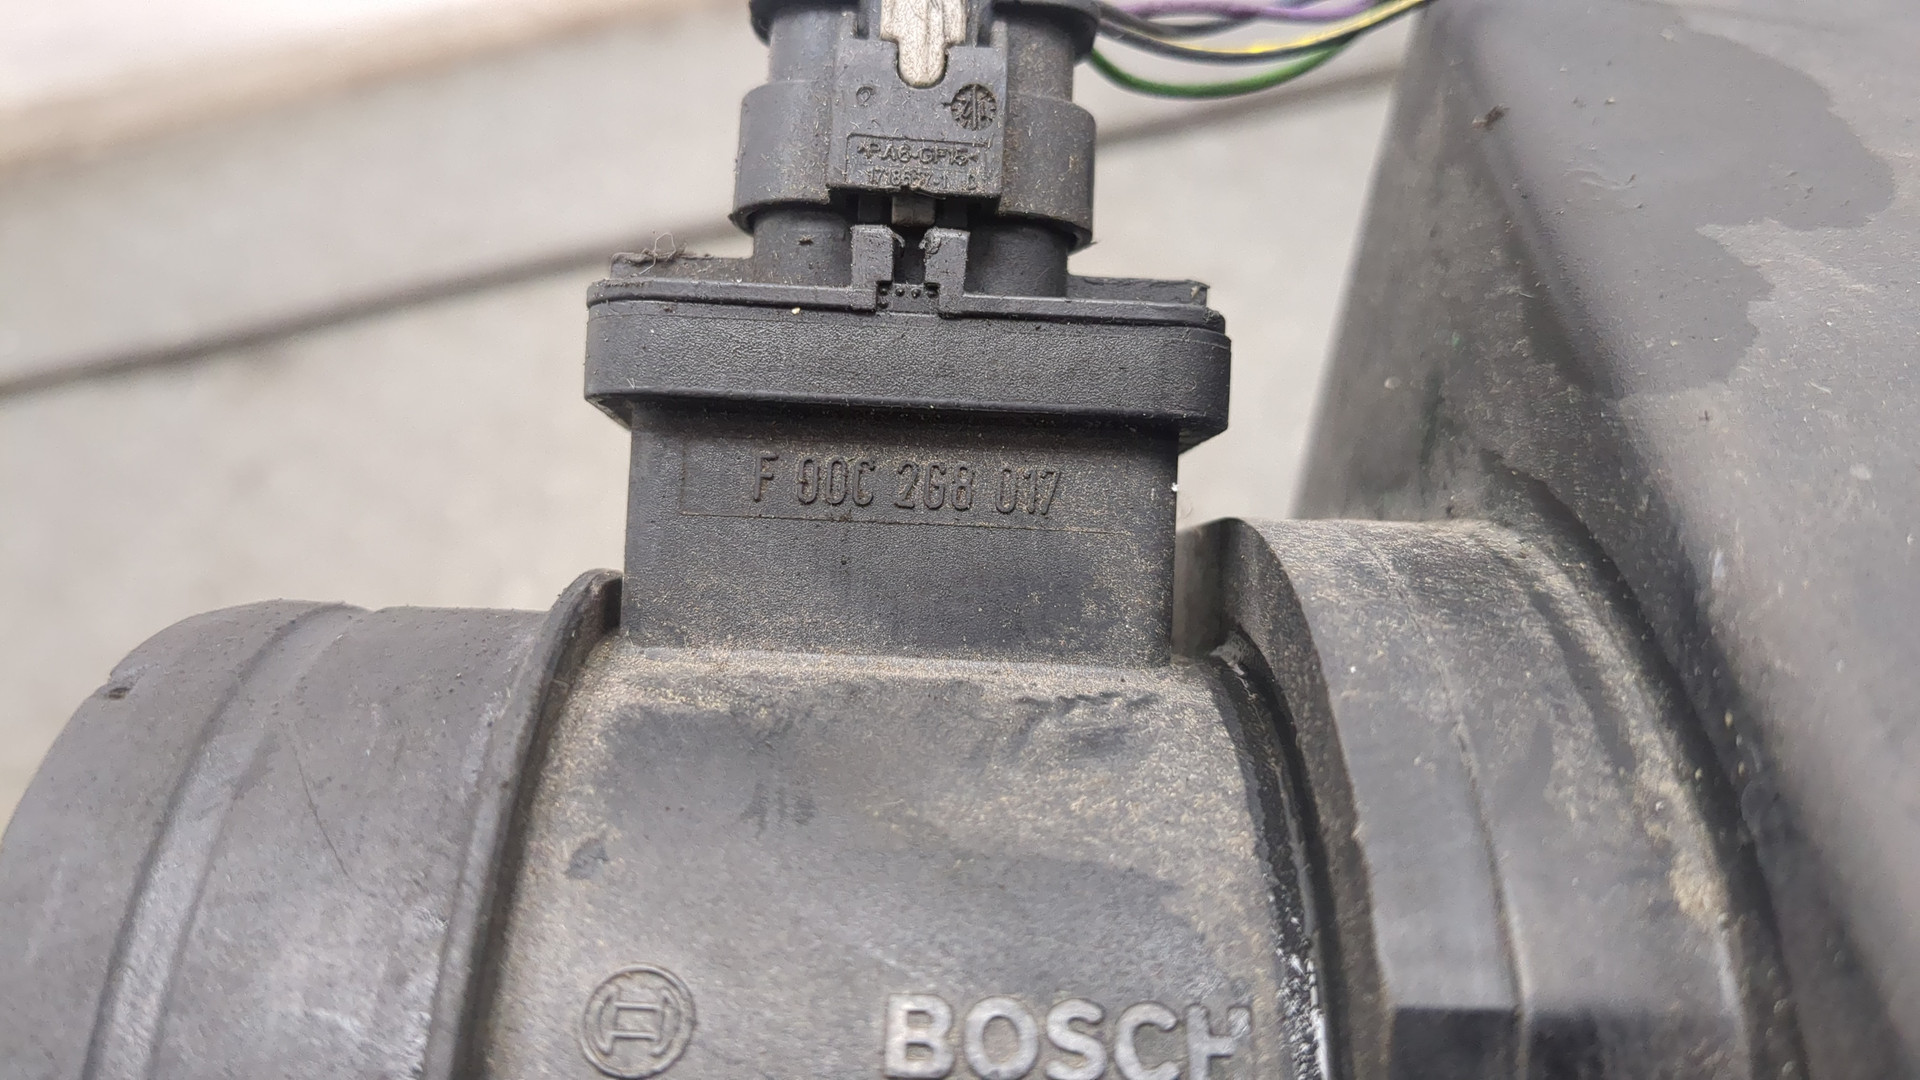 >PA6-GF15<
F 00C 2G8 017
BOSCH